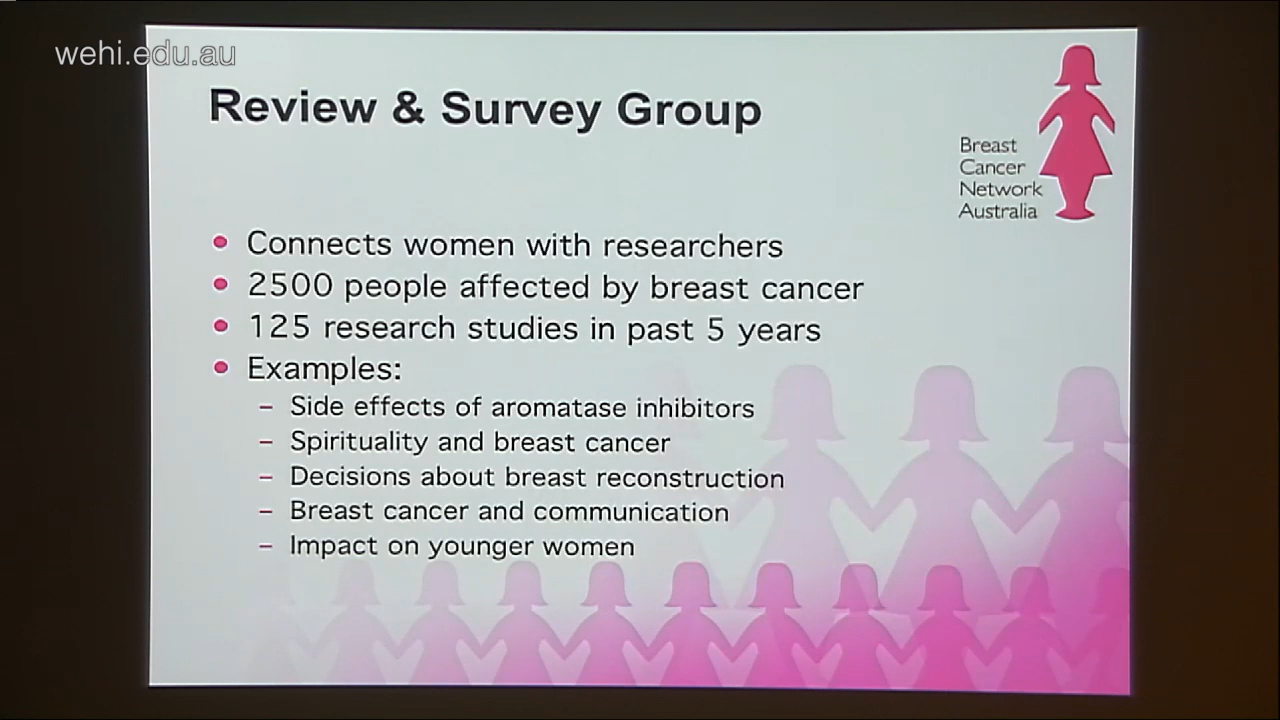 wehi.edu.au
Review & Survey Group
Breast
Cancer
Network
Australia
• Connects women with researchers
• 2500 people affected by breast cancer
• 125 research studies in past 5 years
• Examples:
– Side effects of aromatase inhibitors
– Spirituality and breast cancer
– Decisions about breast reconstruction
– Breast cancer and communication
– Impact on younger women